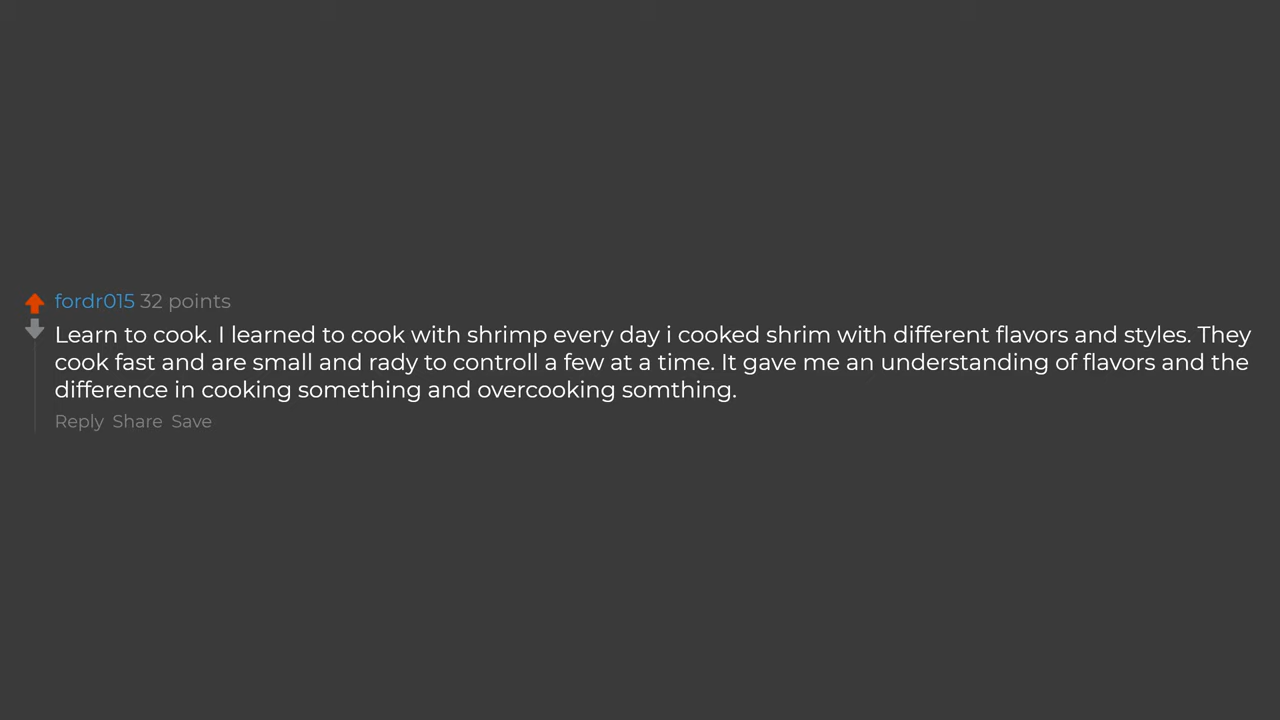 fordr015 32 points
Learn to cook. I learned to cook with shrimp every day i cooked shrim with different flavors and styles. They
cook fast and are small and rady to controll a few at a time. It gave me an understanding of flavors and the
difference in cooking something and overcooking somthing.
Reply Share Save